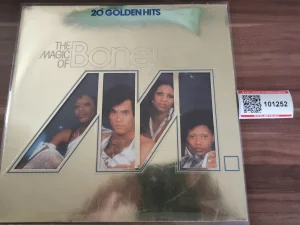 20 GOLDEN HITS
THE
MAGIC
OF
Boney
M.
101252